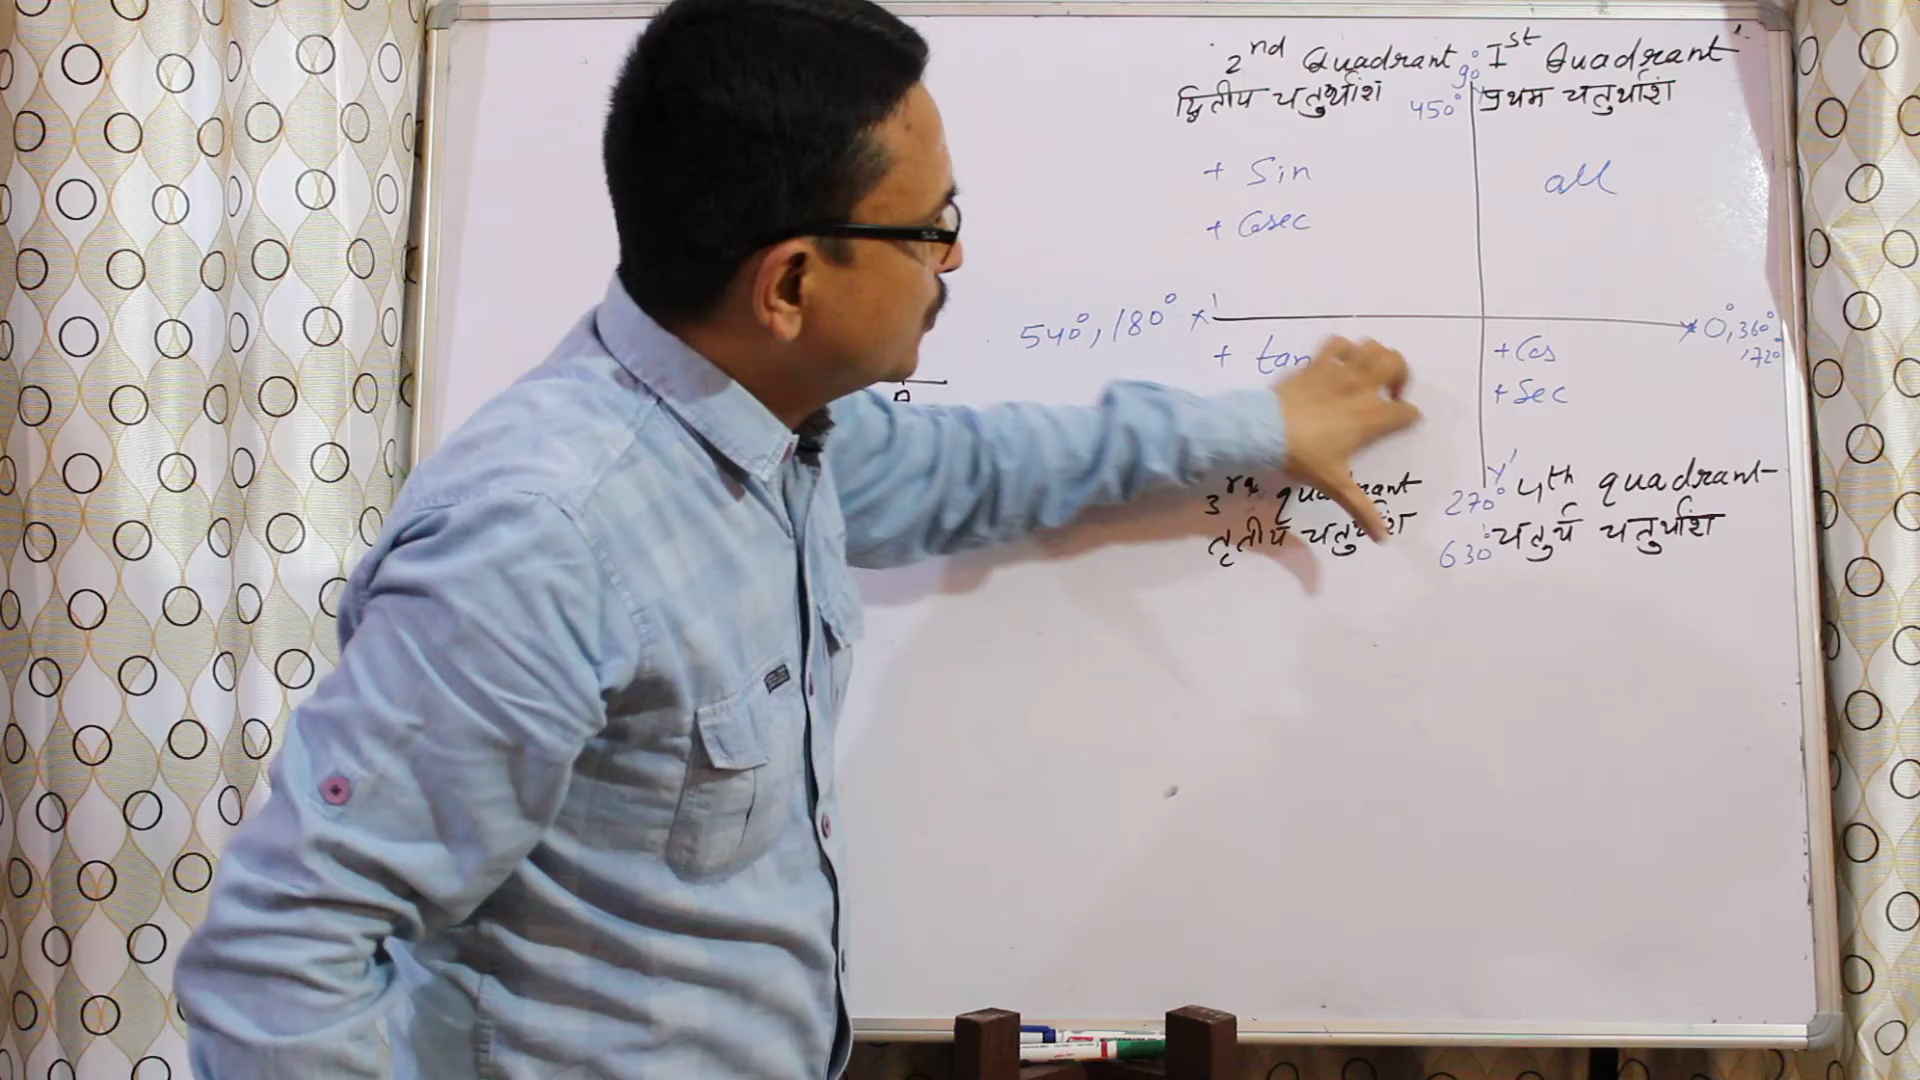 2nd Quadrant
द्वितीय चतुर्थांश
90°
450°
Y
Ist Quadrant
प्रथम चतुर्थांश
+ Sin
+ Cosec
all
540°, 180° X'
X 0°, 360°
, 720°
+ tan
+ Cos
+ Sec
3rd quadrant
तृतीय चतुर्थांश
Y'
270°
630°
4th quadrant
चतुर्थ चतुर्थांश
B